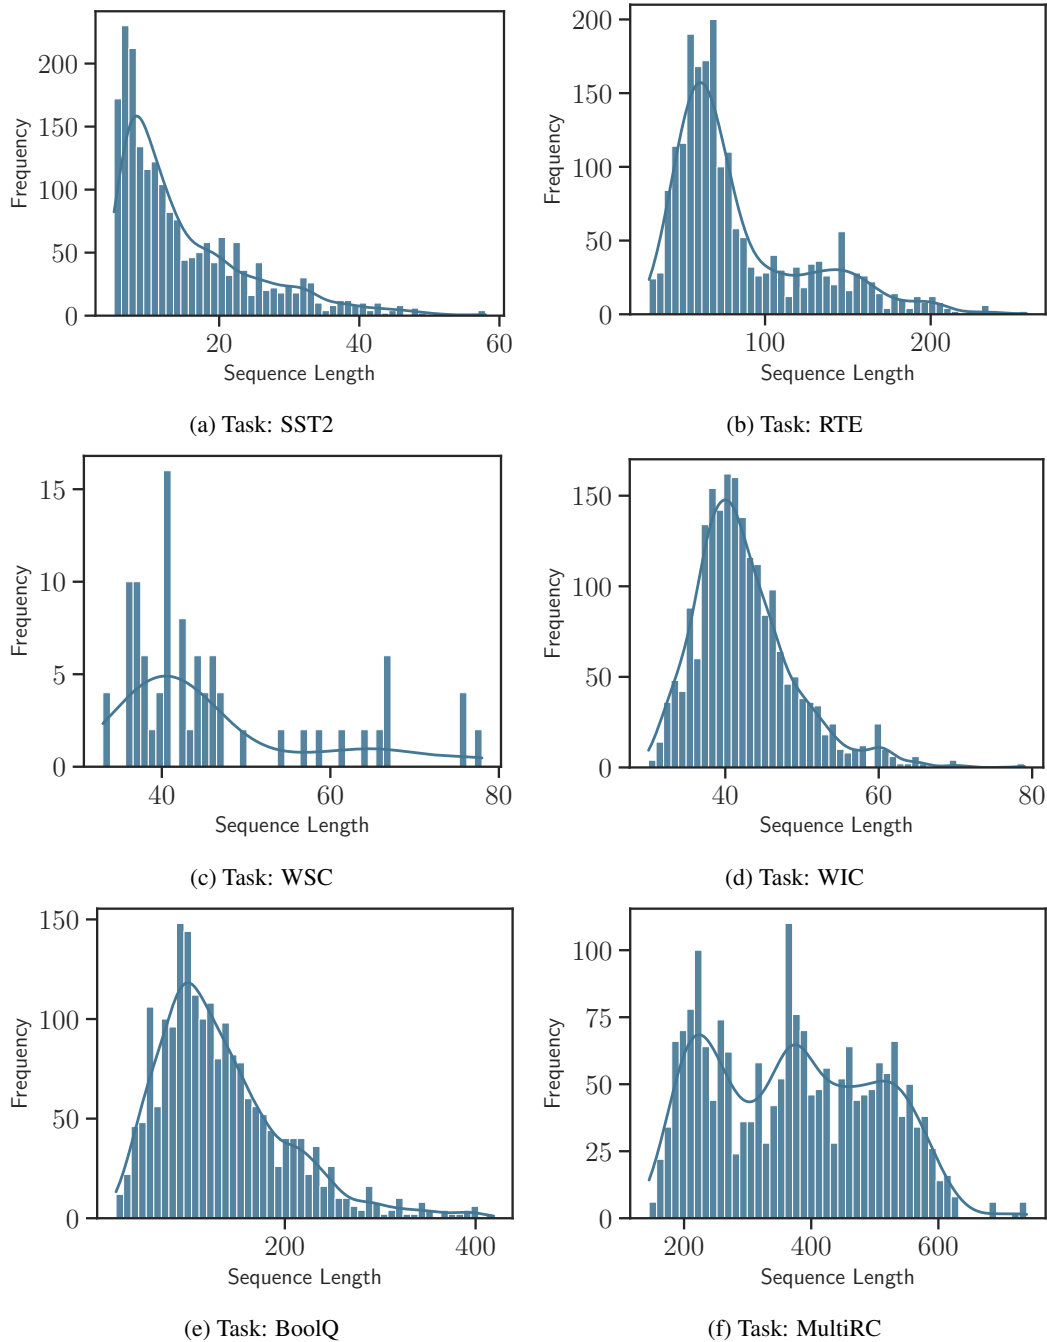 200
150
100
50
0
Frequency
20
40
60
Sequence Length
(a) Task: SST2
200
150
100
50
0
Frequency
100
200
Sequence Length
(b) Task: RTE
15
10
5
0
Frequency
40
60
80
Sequence Length
(c) Task: WSC
150
100
50
0
Frequency
40
60
80
Sequence Length
(d) Task: WIC
150
100
50
0
Frequency
200
400
Sequence Length
(e) Task: BoolQ
100
75
50
25
0
Frequency
200
400
600
Sequence Length
(f) Task: MultiRC